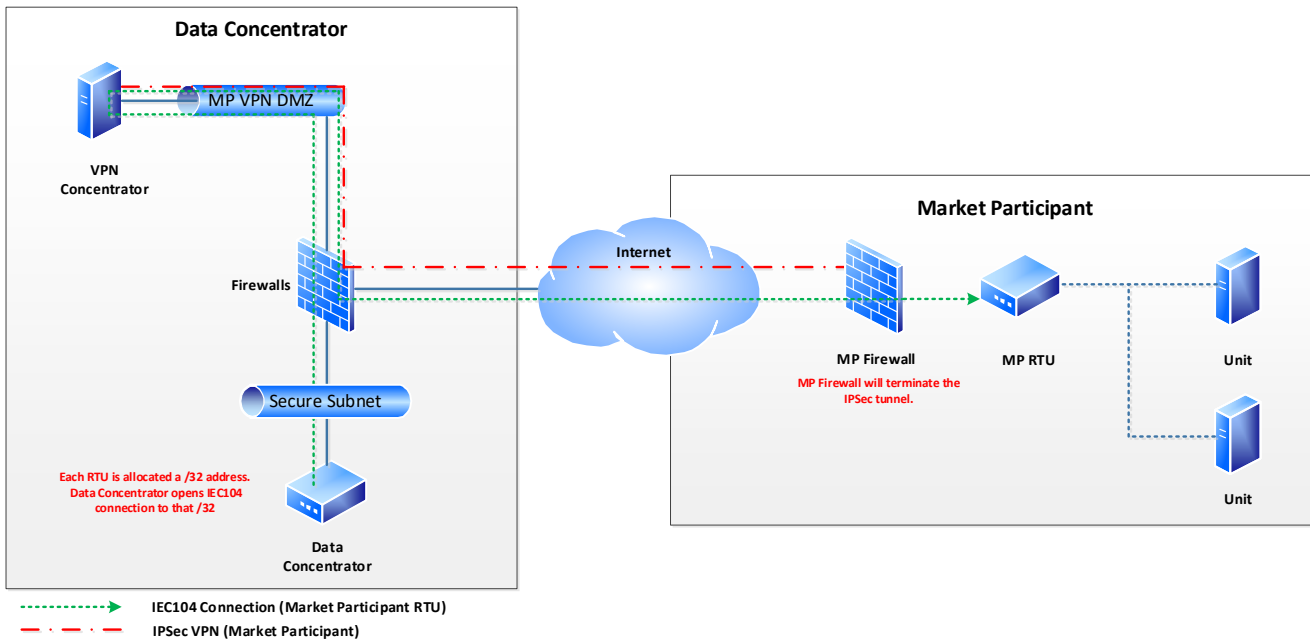 Data Concentrator
MP VPN DMZ
VPN
Concentrator
Firewalls
Internet
Secure Subnet
Each RTU is allocated a /32 address.
Data Concentrator opens IEC104
connection to that /32
Data
Concentrator
Market Participant
MP Firewall
MP Firewall will terminate the
IPSec tunnel.
MP RTU
Unit
Unit
IEC104 Connection (Market Participant RTU)
IPSec VPN (Market Participant)